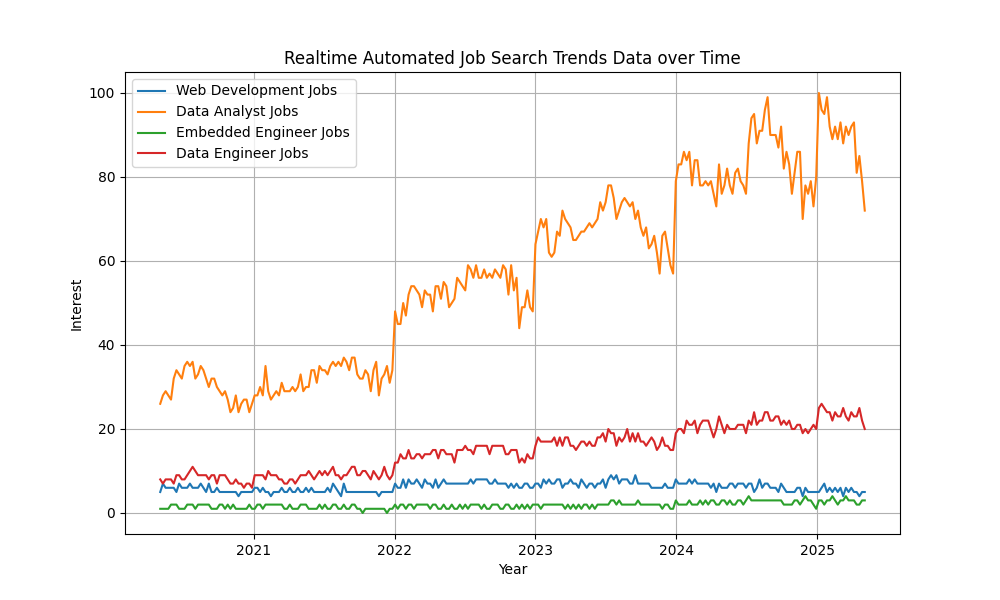 Realtime Automated Job Search Trends Data over Time
Web Development Jobs
Data Analyst Jobs
Embedded Engineer Jobs
Data Engineer Jobs
100
80
60
40
20
0
Interest
2021 2022 2023 2024 2025
Year